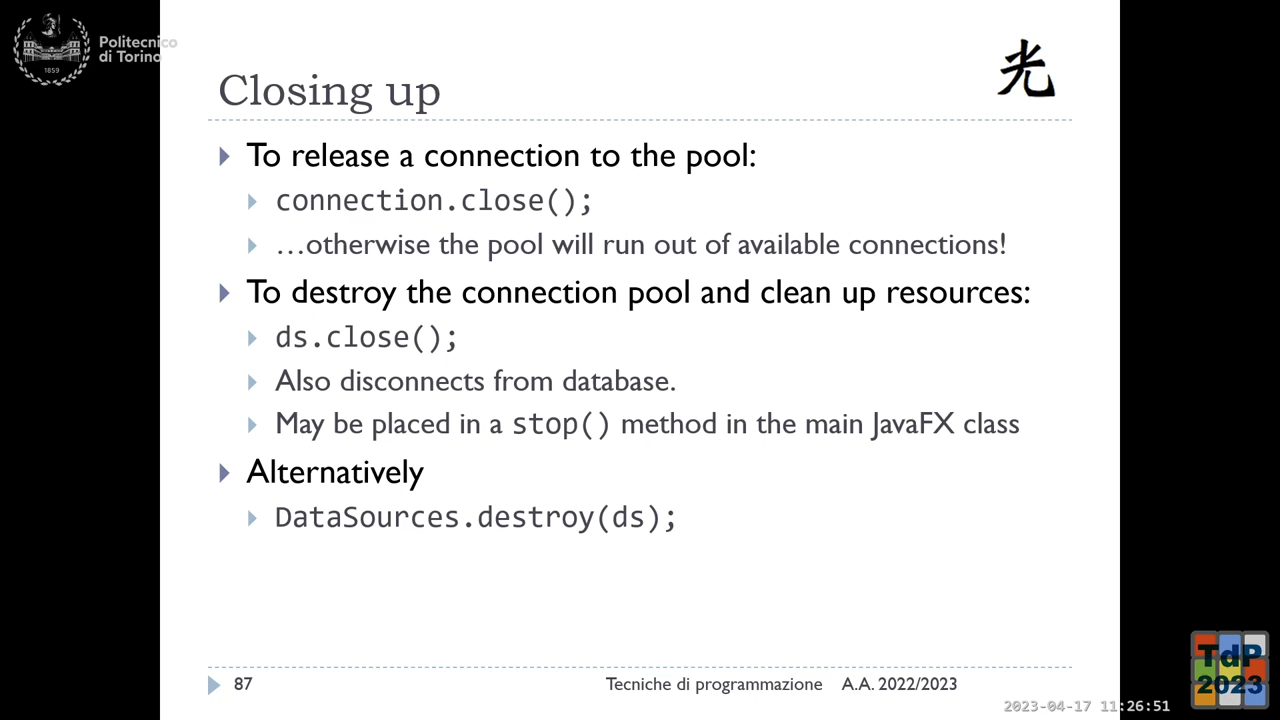 Politecnico
di Torino
1859
光
Closing up
To release a connection to the pool:
connection.close();
…otherwise the pool will run out of available connections!
To destroy the connection pool and clean up resources:
ds.close();
Also disconnects from database.
May be placed in a stop() method in the main JavaFX class
Alternatively
DataSources.destroy(ds);
87
Tecniche di programmazione A.A. 2022/2023
TdP
2023
2023-04-17 11:26:51